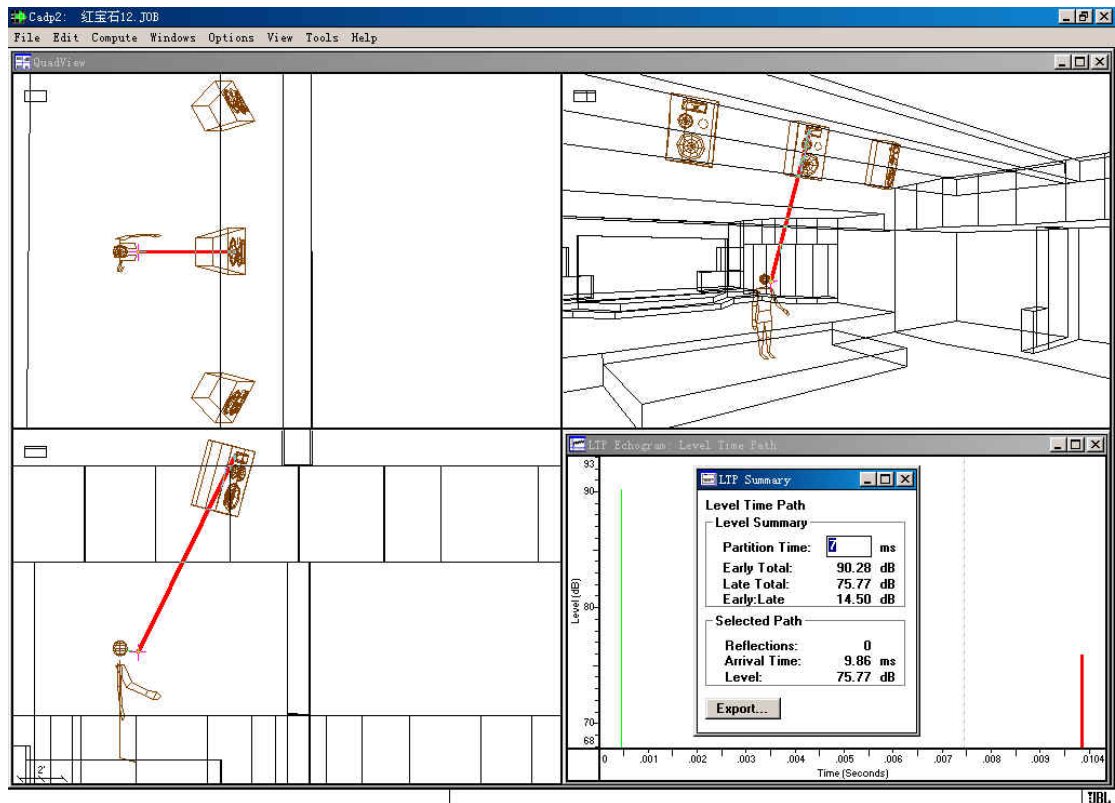 Cadp2: 红宝石12.JOB
File Edit Compute Windows Options View Tools Help
QuadView
2'
LTP Echogram: Level Time Path
93
90
80
70
68
Level (dB)
0 .001 .002 .003 .004 .005 .006 .007 .008 .009 .0104
Time (Seconds)
LTP Summary
Level Time Path
Level Summary
Partition Time: 7 ms
Early Total: 90.28 dB
Late Total: 75.77 dB
Early:Late 14.50 dB
Selected Path
Reflections: 0
Arrival Time: 9.86 ms
Level: 75.77 dB
Export...
JBL